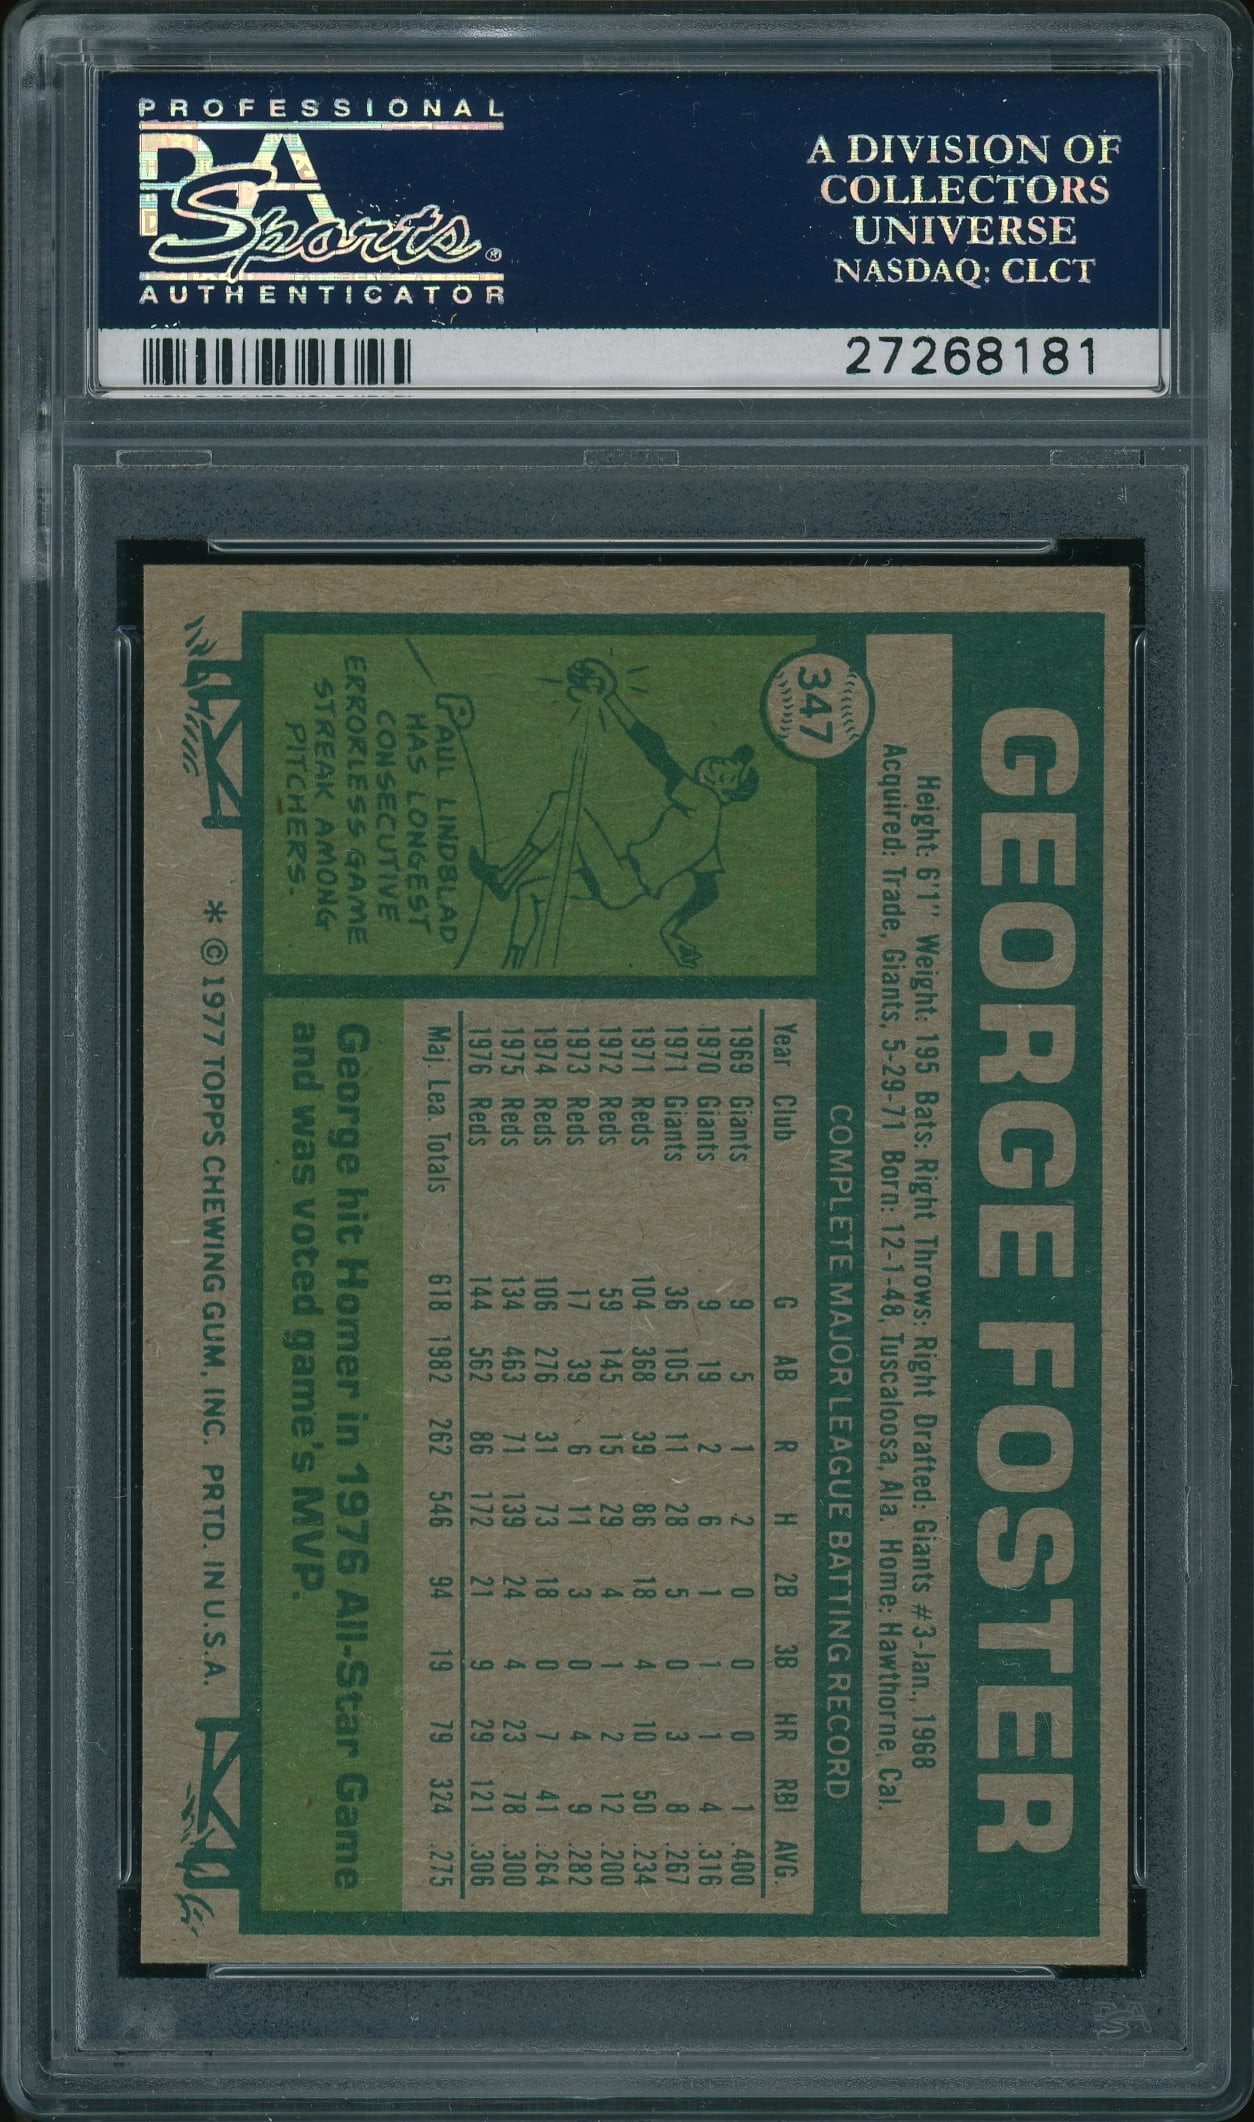 PROFESSIONAL
PSA
Sports®
AUTHENTICATOR
A DIVISION OF
COLLECTORS
UNIVERSE
NASDAQ: CLCT
27268181
GEORGE FOSTER
Height: 6'1" Weight: 195 Bats: Right Throws: Right Drafted: Giants #3-Jan., 1968
Acquired: Trade, Giants, 5-29-71 Born: 12-1-48, Tuscaloosa, Ala. Home: Hawthorne, Cal.
347
PAUL LINDBLAD
HAS LONGEST
CONSECUTIVE
ERRORLESS GAME
STREAK AMONG
PITCHERS.
COMPLETE MAJOR LEAGUE BATTING RECORD
Year Club G AB R H 2B 3B HR RBI AVG.
1969 Giants 9 5 1 2 0 0 0 1 .400
1970 Giants 9 19 2 6 1 1 1 4 .316
1971 Giants 36 105 11 28 5 0 3 8 .267
1971 Reds 104 368 39 86 18 4 10 50 .234
1972 Reds 59 145 15 29 4 1 2 12 .200
1973 Reds 17 39 6 11 3 0 4 9 .282
1974 Reds 106 276 31 73 18 0 7 41 .264
1975 Reds 134 463 71 139 24 4 23 78 .300
1976 Reds 144 562 86 172 21 9 29 121 .306
Maj. Lea. Totals 618 1982 262 546 94 19 79 324 .275
George hit Homer in 1976 All-Star Game
and was voted game's MVP.
* © 1977 TOPPS CHEWING GUM, INC. PRTD. IN U.S.A.
PSA